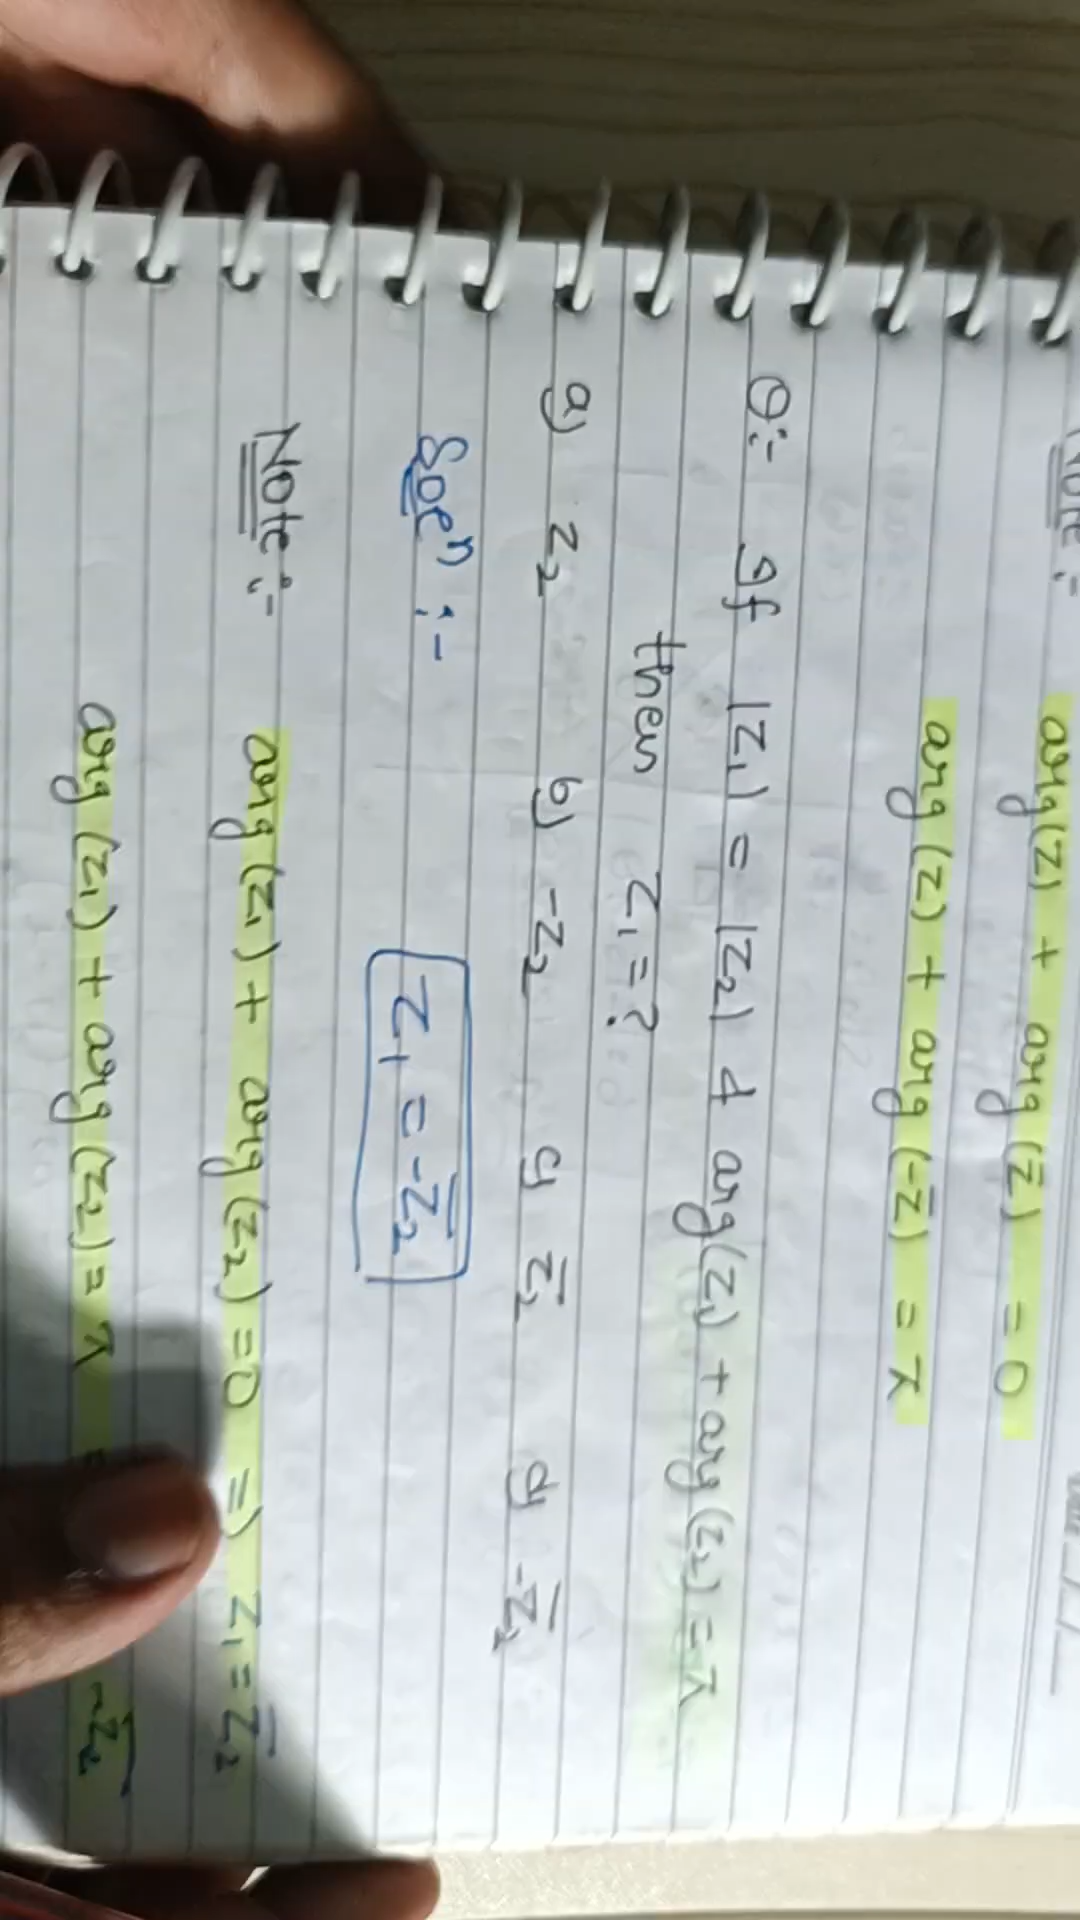 Note :-
arg(z) + arg(z̄) = 0
arg(z) + arg(-z̄) = π
Q:- If |z₁| = |z₂| & arg(z₁) + arg(z₂) = π
then z₁ = ?
a) z₂ b) -z₂ c) z̄₂ d) -z̄₂
Solⁿ :-
z₁ = -z̄₂
Note :- arg(z₁) + arg(z₂) = 0 => z₁ = z̄₂
arg(z₁) + arg(z₂) = π -z̄₂